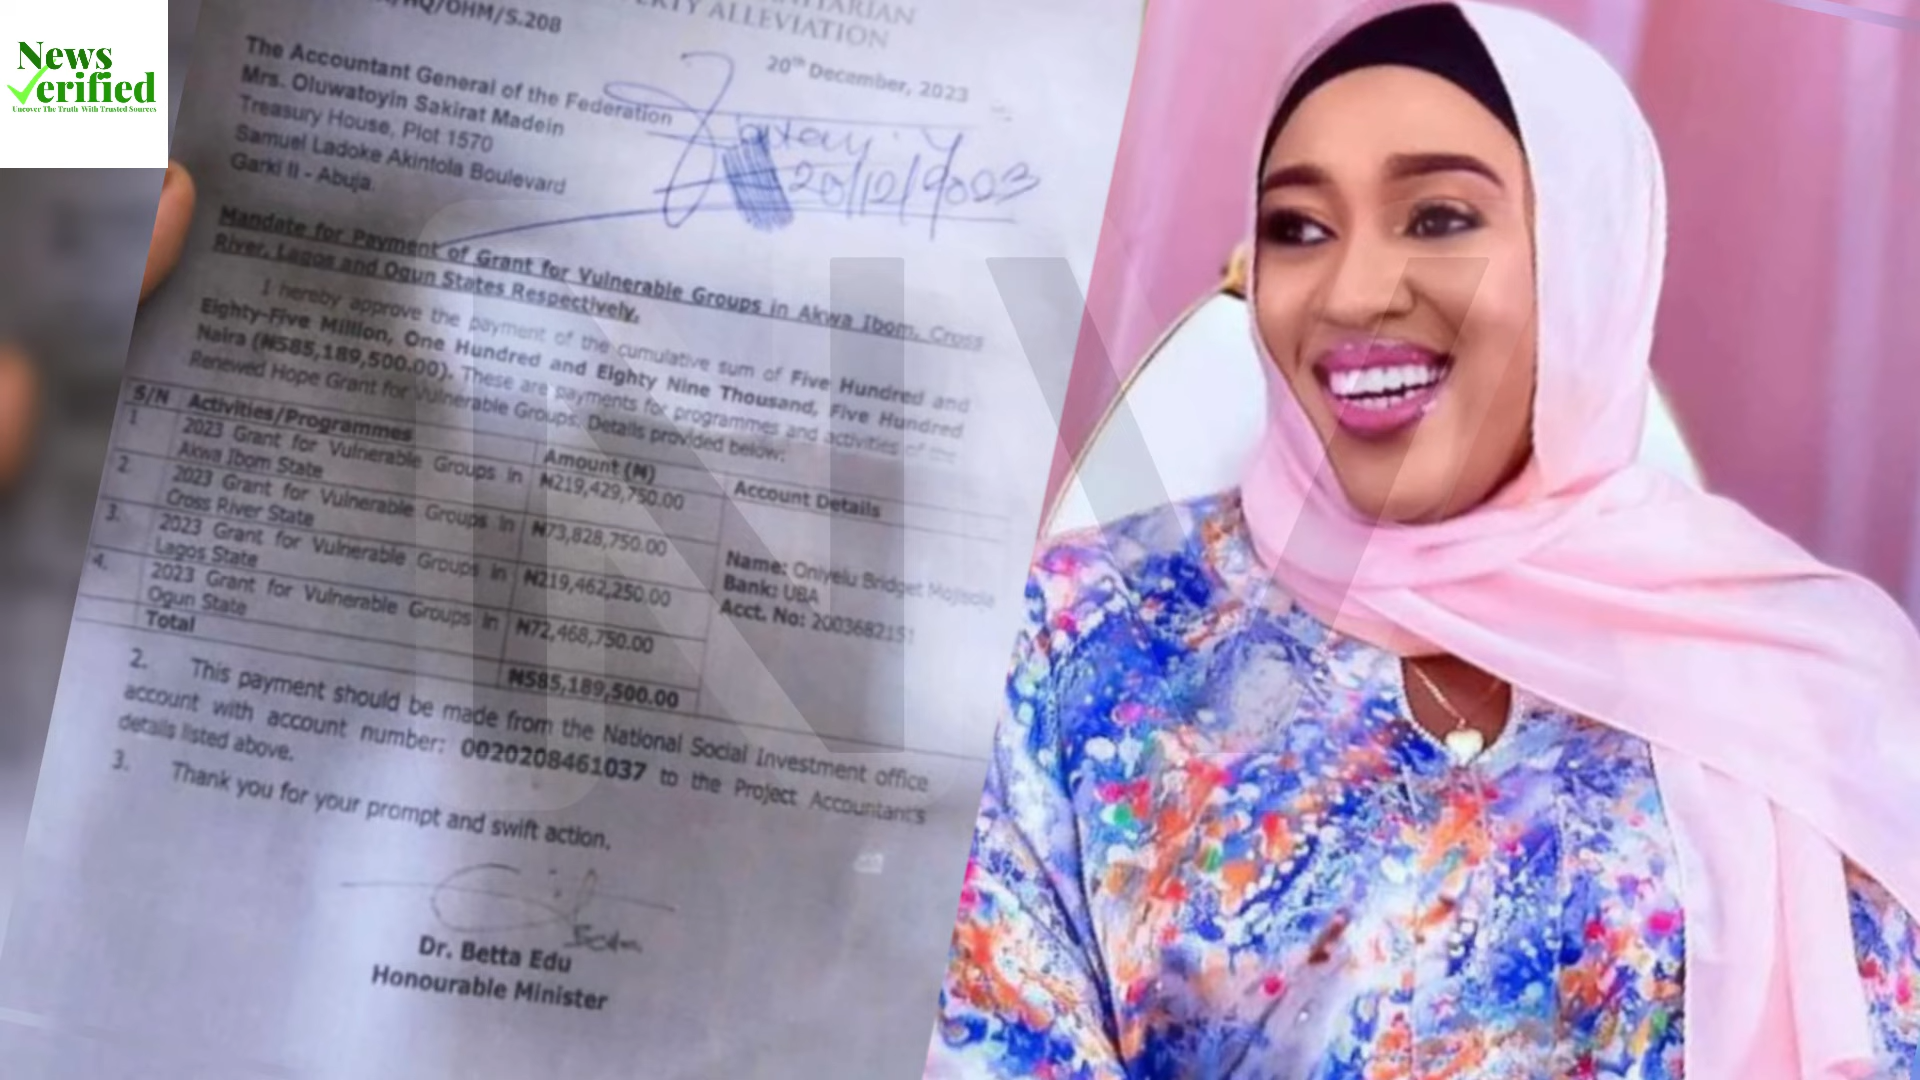 News
Verified
Uncover The Truth With Trusted Sources
HQ/OHM/S.208
ALLEVIATION
20th December, 2023
The Accountant General of the Federation
Mrs. Oluwatoyin Sakirat Madein
Treasury House, Plot 1570
Samuel Ladoke Akintola Boulevard
Garki II - Abuja.
20/12/2023
Mandate for Payment of Grant for Vulnerable Groups in Akwa Ibom, Cross
River, Lagos and Ogun States Respectively.
I hereby approve the payment of the cumulative sum of Five Hundred and
Eighty-Five Million, One Hundred and Eighty Nine Thousand, Five Hundred
Naira (₦585,189,500.00). These are payments for programmes and activities of the
Renewed Hope Grant for Vulnerable Groups. Details provided below:
S/N Activities/Programmes Amount (₦) Account Details
1 2023 Grant for Vulnerable Groups in ₦219,429,750.00
Akwa Ibom State
2. 2023 Grant for Vulnerable Groups in ₦73,828,750.00
Cross River State
3. 2023 Grant for Vulnerable Groups in ₦219,462,250.00
Lagos State
4. 2023 Grant for Vulnerable Groups in ₦72,468,750.00
Ogun State
Name: Oniyelu Bridget Mojisola
Bank: UBA
Acct. No: 2003682151
Total ₦585,189,500.00
2. This payment should be made from the National Social Investment office
account with account number: 0020208461037 to the Project Accountant's
details listed above.
3. Thank you for your prompt and swift action.
Dr. Betta Edu
Honourable Minister
NV